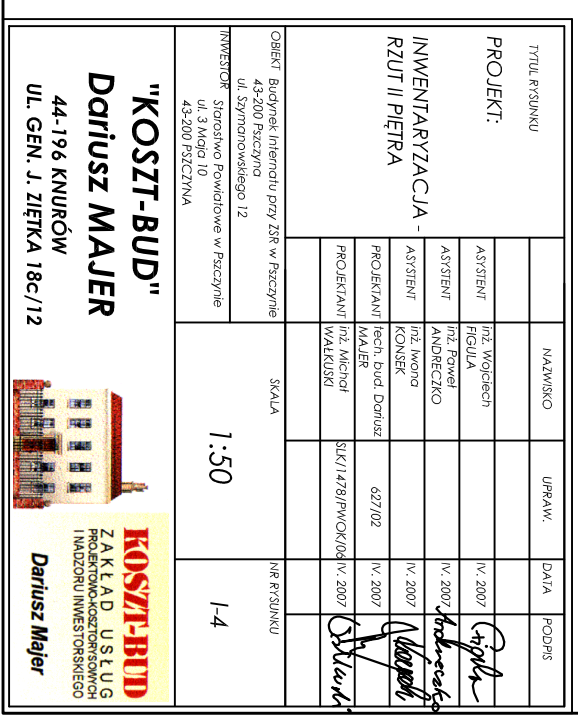 TYTUŁ RYSUNKU
PROJEKT:
INWENTARYZACJA -
RZUT II PIĘTRA
NAZWISKO
UPRAW.
DATA
PODPIS
ASYSTENT
inż. Wojciech
FIGULA
IV. 2007
Figula
ASYSTENT
inż. Paweł
ANDRECZKO
IV. 2007
Andreczko
ASYSTENT
inż. Iwona
KONSEK
IV. 2007
PROJEKTANT
tech. bud. Dariusz
MAJER
627/02
IV. 2007
PROJEKTANT
inż. Michał
WAŁKUSKI
SLK/1478/PWOK/06
IV. 2007
OBIEKT Budynek Internatu przy ZSR w Pszczynie
43-200 Pszczyna
ul. Szymanowskiego 12
INWESTOR
Starostwo Powiatowe w Pszczynie
ul. 3 Maja 10
43-200 PSZCZYNA
SKALA
1:50
NR RYSUNKU
I-4
"KOSZT-BUD"
Dariusz MAJER
44-196 KNURÓW
UL. GEN. J. ZIĘTKA 18c/12
KOSZT-BUD
ZAKŁAD USŁUG
PROJEKTOWO-KOSZTORYSOWYCH
I NADZORU INWESTORSKIEGO
Dariusz Majer